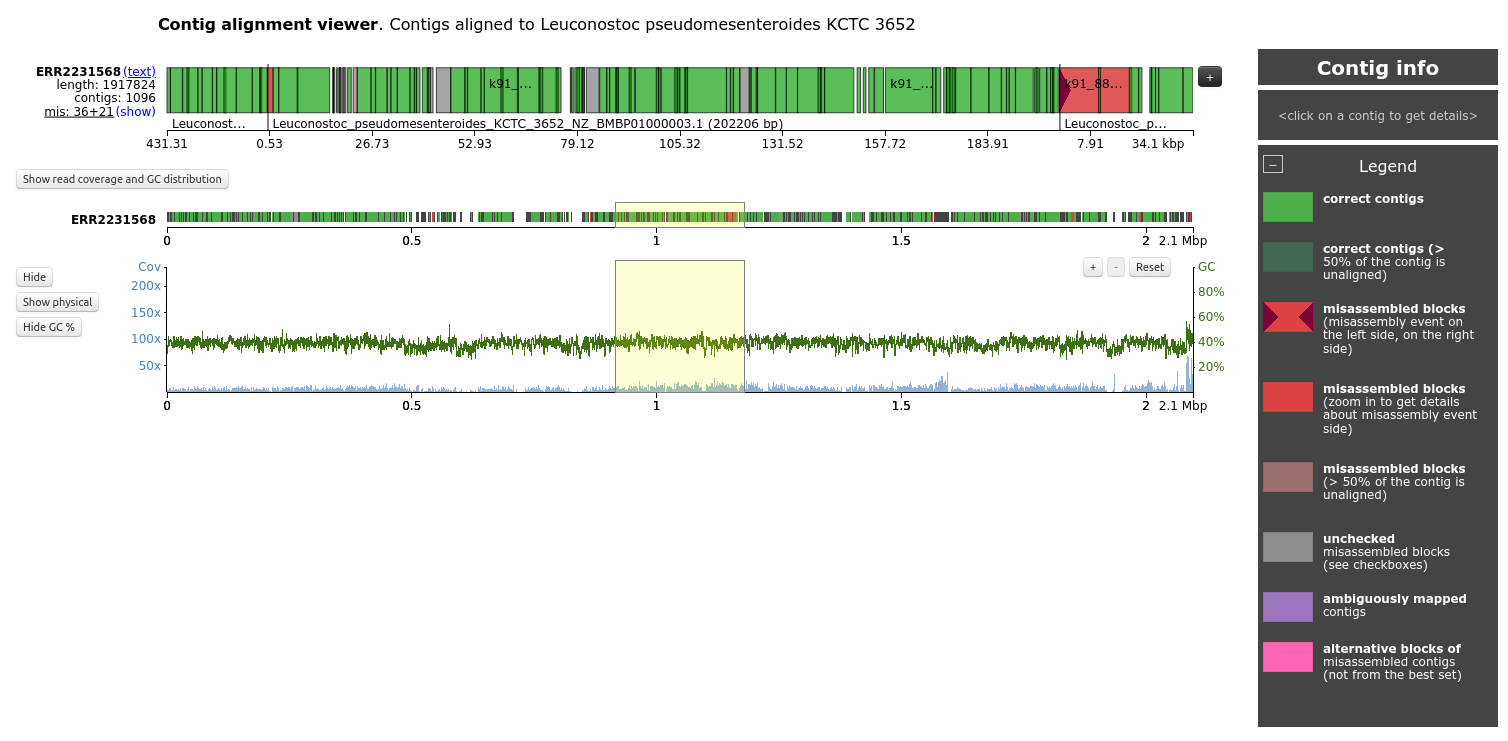 Contig alignment viewer. Contigs aligned to Leuconostoc pseudomesenteroides KCTC 3652
ERR2231568 (text)
length: 1917824
contigs: 1096
mis: 36+21 (show)
k91_... k91_... k91_88...
+
Leuconost... Leuconostoc_pseudomesenteroides_KCTC_3652_NZ_BMBP01000003.1 (202206 bp) Leuconostoc_p...
431.31 0.53 26.73 52.93 79.12 105.32 131.52 157.72 183.91 7.91 34.1 kbp
Show read coverage and GC distribution
ERR2231568
0 0.5 1 1.5 2 2.1 Mbp
Hide
Show physical
Hide GC %
Cov
200x
150x
100x
50x
+ - Reset
GC
80%
60%
40%
20%
0 0.5 1 1.5 2 2.1 Mbp
Contig info
<click on a contig to get details>
− Legend
correct contigs
correct contigs (>
50% of the contig is
unaligned)
misassembled blocks
(misassembly event on
the left side, on the right
side)
misassembled blocks
(zoom in to get details
about misassembly event
side)
misassembled blocks
(> 50% of the contig is
unaligned)
unchecked
misassembled blocks
(see checkboxes)
ambiguously mapped
contigs
alternative blocks of
misassembled contigs
(not from the best set)